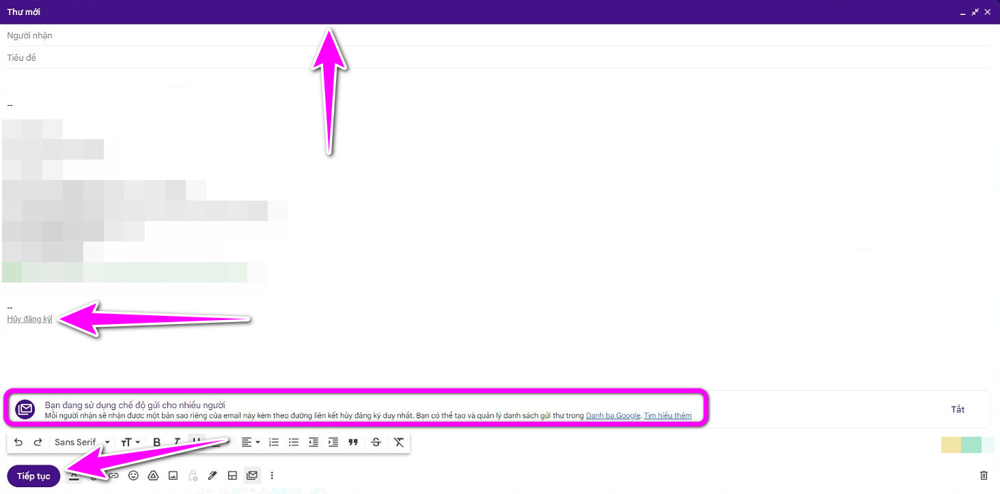 Thư mới
Người nhận
Tiêu đề
--
--
Hủy đăng ký
Bạn đang sử dụng chế độ gửi cho nhiều người
Mỗi người nhận sẽ nhận được một bản sao riêng của email này kèm theo đường liên kết hủy đăng ký duy nhất. Bạn có thể tạo và quản lý danh sách gửi thư trong Danh bạ Google. Tìm hiểu thêm
Tắt
Sans Serif
Tiếp tục